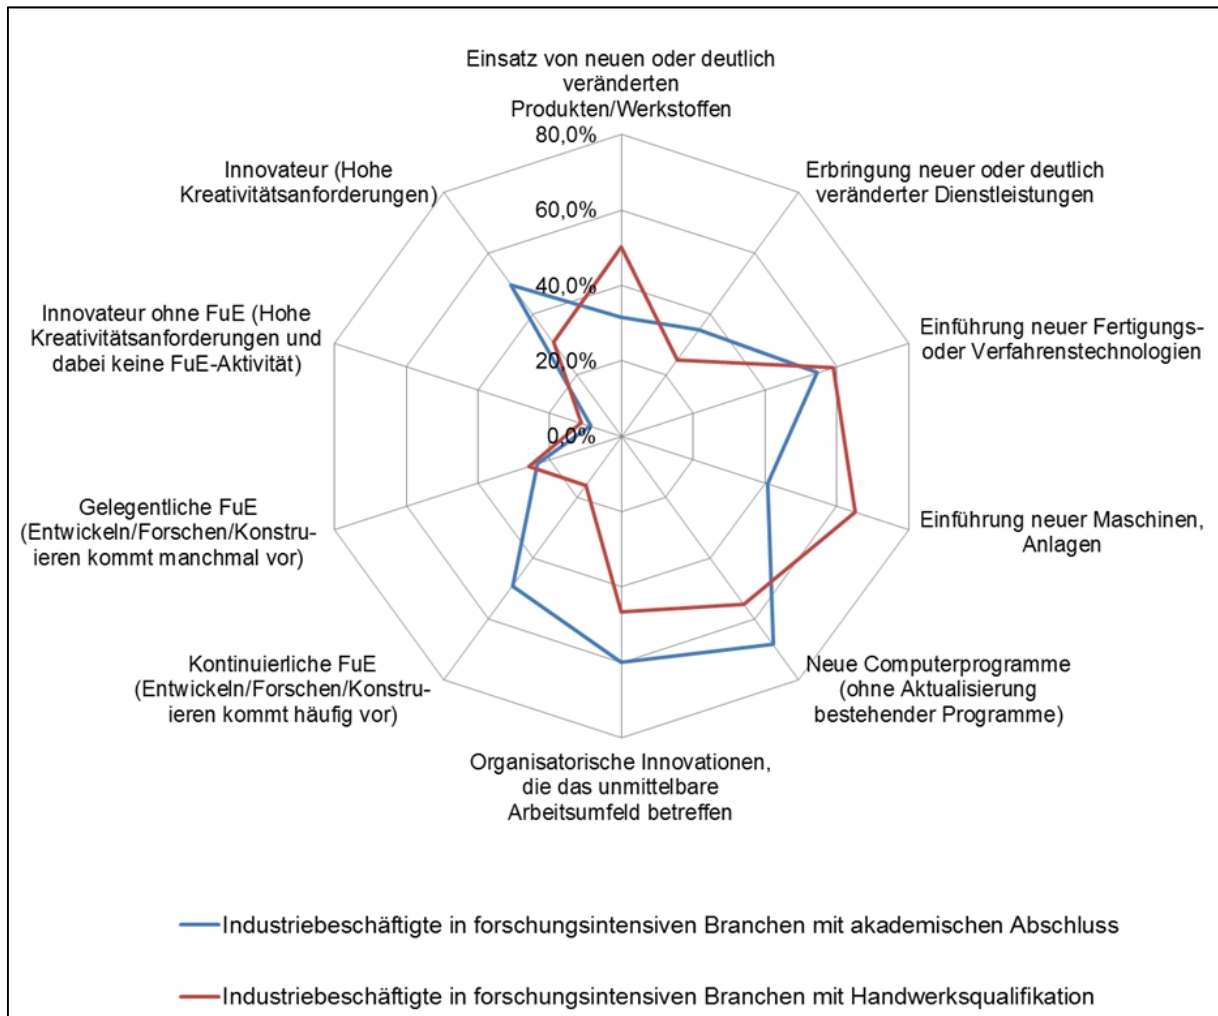 Einsatz von neuen oder deutlich
veränderten
Produkten/Werkstoffen
80,0%
60,0%
40,0%
20,0%
0,0%
Erbringung neuer oder deutlich
veränderter Dienstleistungen
Einführung neuer Fertigungs-
oder Verfahrenstechnologien
Einführung neuer Maschinen,
Anlagen
Neue Computerprogramme
(ohne Aktualisierung
bestehender Programme)
Organisatorische Innovationen,
die das unmittelbare
Arbeitsumfeld betreffen
Kontinuierliche FuE
(Entwickeln/Forschen/Konstru-
ieren kommt häufig vor)
Gelegentliche FuE
(Entwickeln/Forschen/Konstru-
ieren kommt manchmal vor)
Innovateur ohne FuE (Hohe
Kreativitätsanforderungen und
dabei keine FuE-Aktivität)
Innovateur (Hohe
Kreativitätsanforderungen)
Industriebeschäftigte in forschungsintensiven Branchen mit akademischen Abschluss
Industriebeschäftigte in forschungsintensiven Branchen mit Handwerksqualifikation